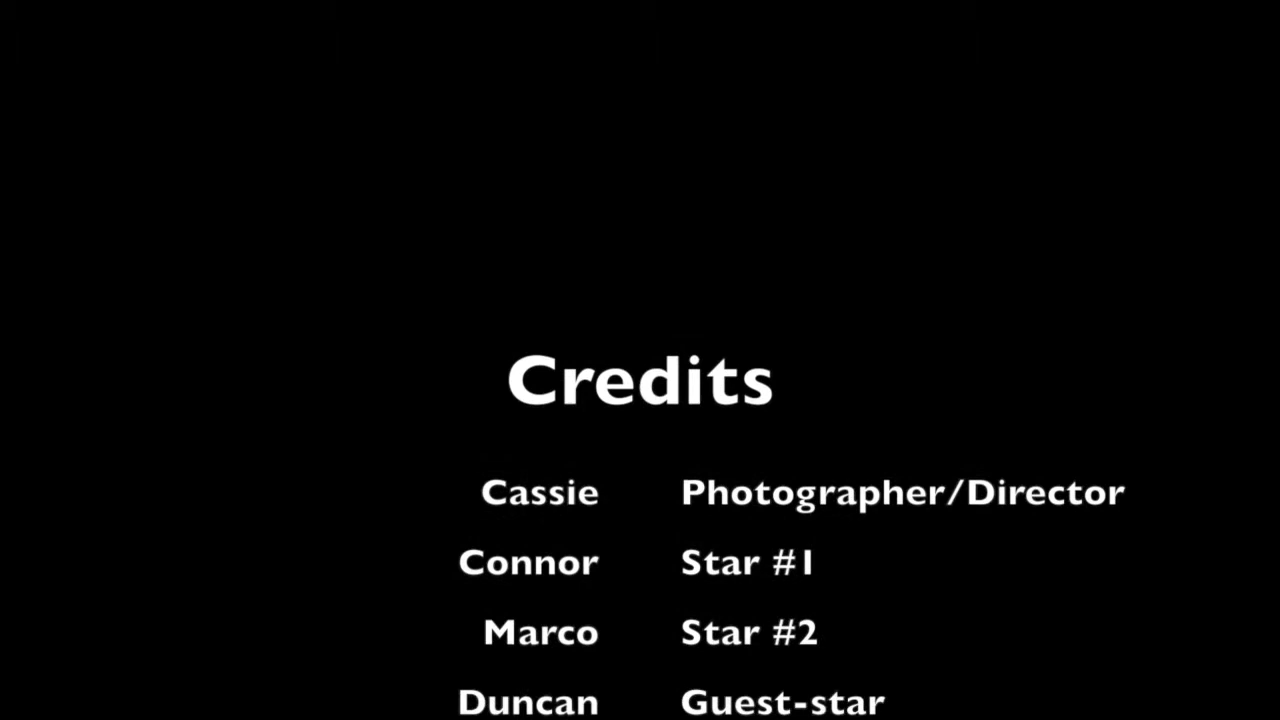 Credits
Cassie Photographer/Director
Connor Star #1
Marco Star #2
Duncan Guest-star